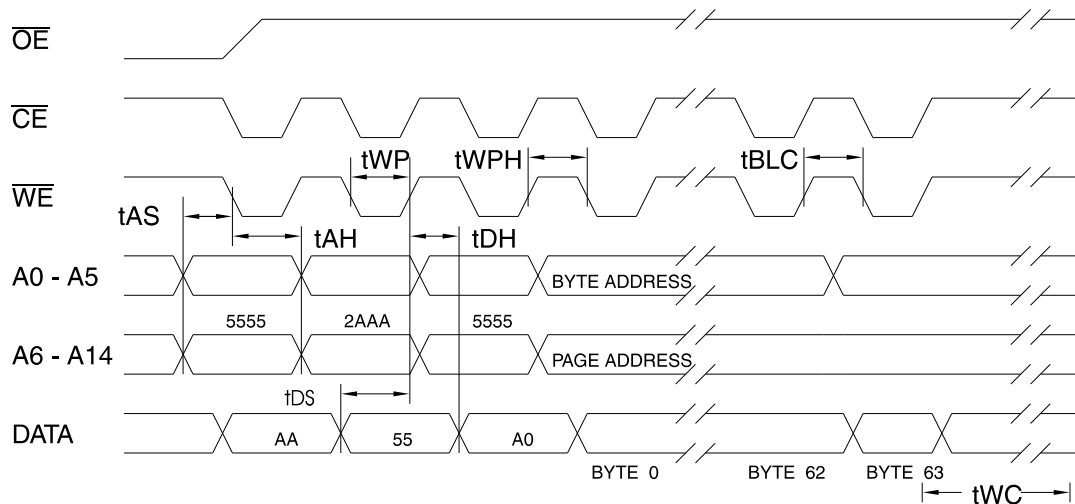 OE
CE
tWP tWPH tBLC
WE
tAS
tAH tDH
A0 - A5 BYTE ADDRESS
5555 2AAA 5555
A6 - A14 PAGE ADDRESS
tDS
DATA AA 55 A0
BYTE 0 BYTE 62 BYTE 63
tWC